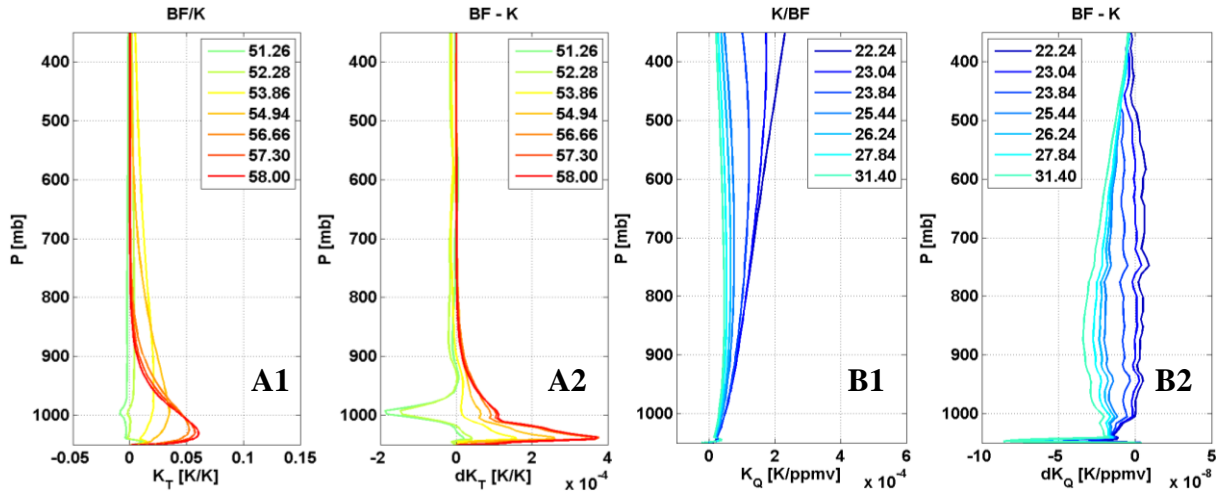 BF/K
P [mb]
400
500
600
700
800
900
1000
51.26
52.28
53.86
54.94
56.66
57.30
58.00
A1
-0.05 0 0.05 0.1 0.15
K_T [K/K]
BF - K
P [mb]
400
500
600
700
800
900
1000
51.26
52.28
53.86
54.94
56.66
57.30
58.00
A2
-2 0 2 4
dK_T [K/K] x 10^-4
K/BF
P [mb]
400
500
600
700
800
900
1000
22.24
23.04
23.84
25.44
26.24
27.84
31.40
B1
0 2 4 6
K_Q [K/ppmv] x 10^-4
BF - K
P [mb]
400
500
600
700
800
900
1000
22.24
23.04
23.84
25.44
26.24
27.84
31.40
B2
-10 -5 0 5
dK_Q [K/ppmv] x 10^-8